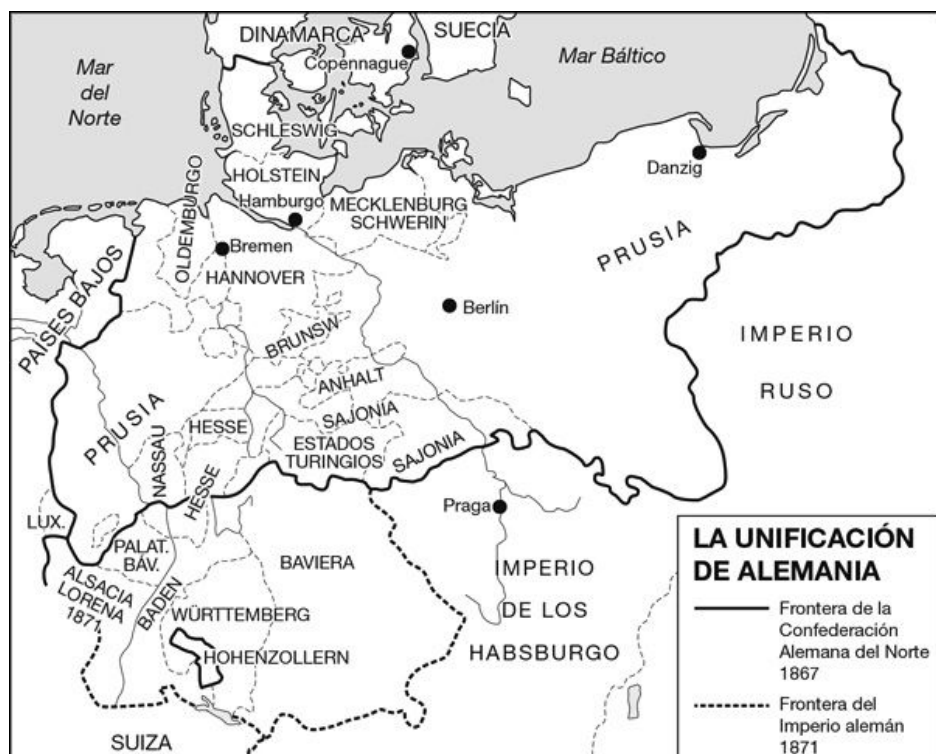 DINAMARCA
SUECIA
Copennague
Mar
del
Norte
Mar Báltico
SCHLESWIG
Danzig
HOLSTEIN
Hamburgo
MECKLENBURG
SCHWERIN
OLDEMBURGO
Bremen
HANNOVER
PRUSIA
PAÍSES BAJOS
Berlín
IMPERIO
RUSO
BRUNSW
ANHALT
PRUSIA
SAJONIA
HESSE
NASSAU
ESTADOS
TURINGIOS
SAJONIA
HESSE
LUX.
Praga
PALAT.
BÁV.
BAVIERA
IMPERIO
DE LOS
HABSBURGO
ALSACIA
LORENA
1871
BADEN
WÜRTTEMBERG
HOHENZOLLERN
SUIZA
LA UNIFICACIÓN
DE ALEMANIA
Frontera de la
Confederación
Alemana del Norte
1867
Frontera del
Imperio alemán
1871